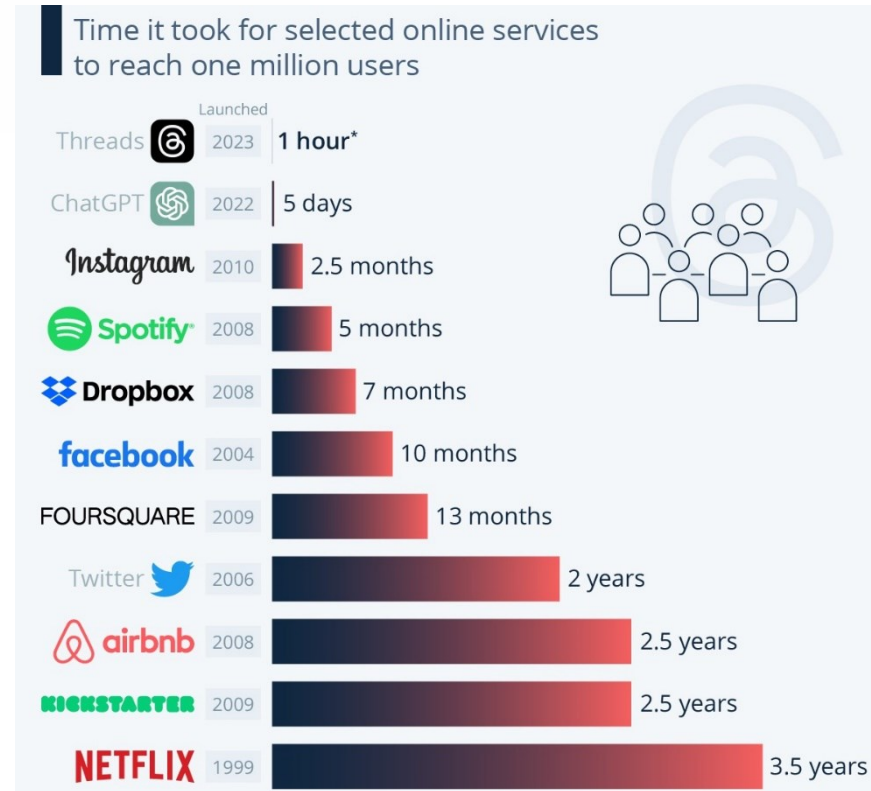 Time it took for selected online services
to reach one million users
Launched
Threads 2023 1 hour*
ChatGPT 2022 5 days
Instagram 2010 2.5 months
Spotify® 2008 5 months
Dropbox 2008 7 months
facebook 2004 10 months
FOURSQUARE 2009 13 months
Twitter 2006 2 years
airbnb 2008 2.5 years
KICKSTARTER 2009 2.5 years
NETFLIX 1999 3.5 years